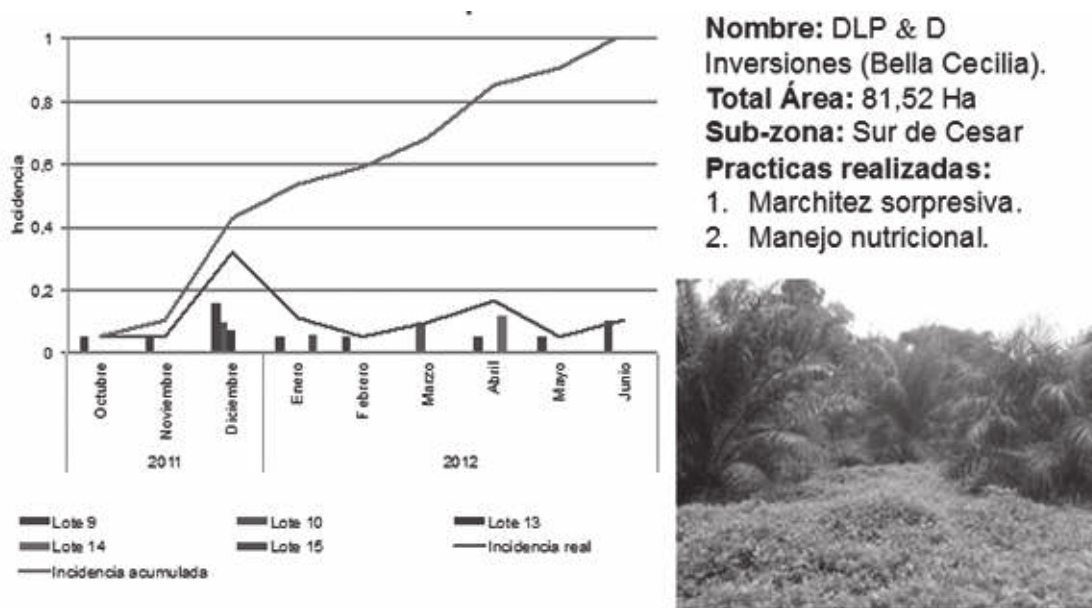 1
0,8
0,6
0,4
0,2
0
Incidencia
Octubre
Noviembre
Diciembre
Enero
Febrero
Marzo
Abril
Mayo
Junio
2011
2012
Lote 9
Lote 10
Lote 13
Lote 14
Lote 15
Incidencia real
Incidencia acumulada
Nombre: DLP & D
Inversiones (Bella Cecilia).
Total Área: 81,52 Ha
Sub-zona: Sur de Cesar
Practicas realizadas:
1. Marchitez sorpresiva.
2. Manejo nutricional.